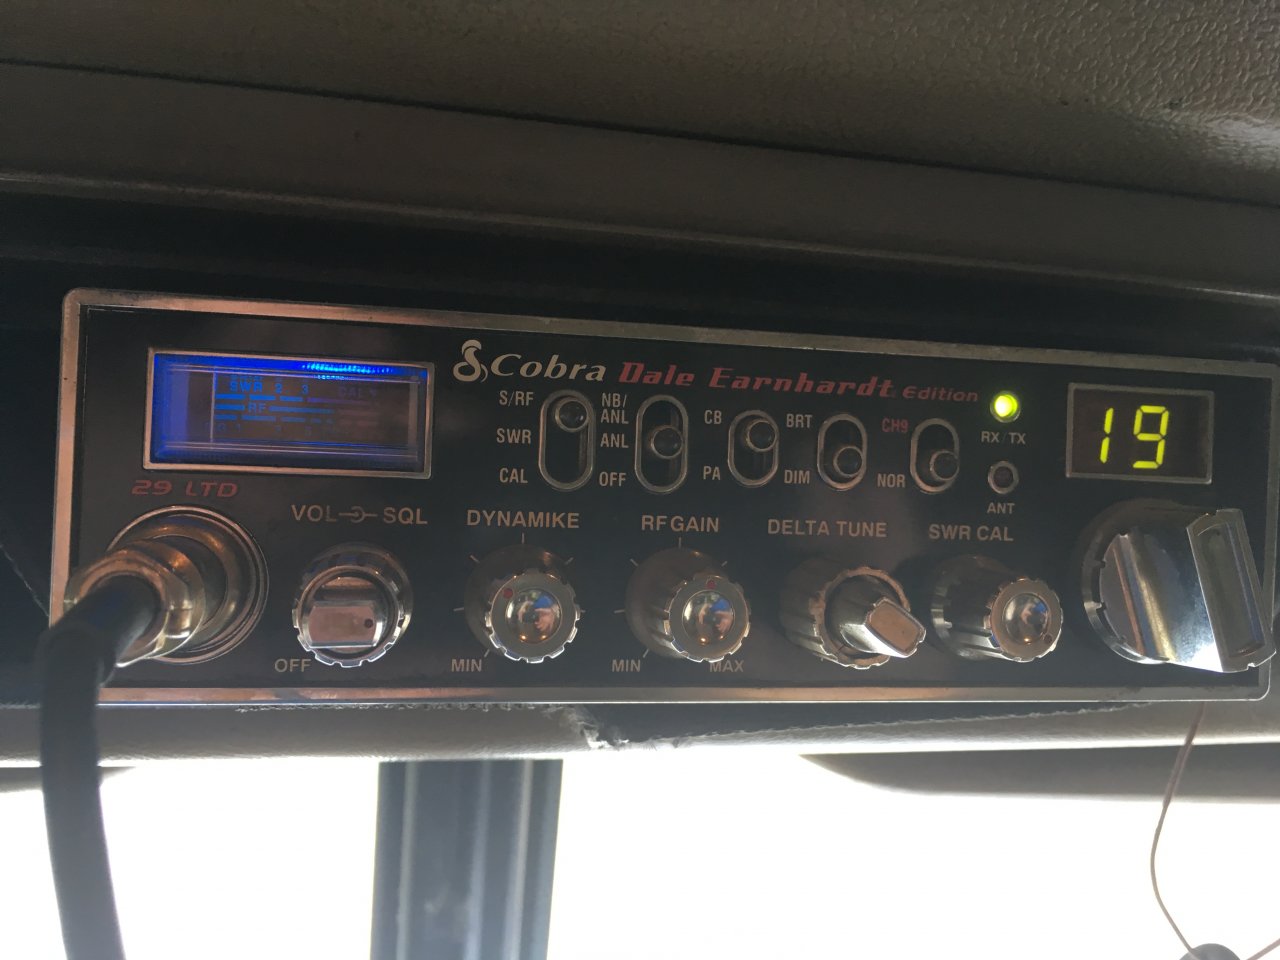 Cobra Dale Earnhardt Edition
SWR 2 3
CAL
RF
29 LTD
S/RF
SWR
CAL
NB/
ANL
ANL
OFF
CB
PA
BRT
DIM
CH9
NOR
RX/TX
ANT
19
VOL SQL
OFF
DYNAMIKE
MIN
RF GAIN
MIN MAX
DELTA TUNE
SWR CAL